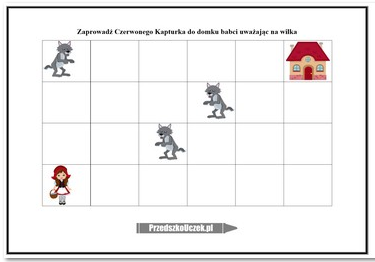 Zaprowadź Czerwonego Kapturka do domku babci uważając na wilka
PrzedszkoUczek.pl